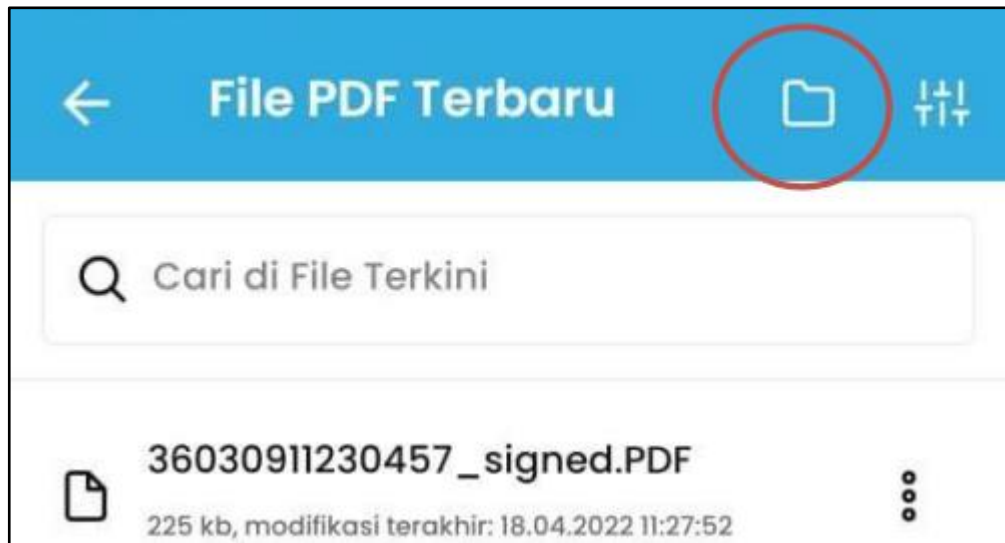 File PDF Terbaru
Cari di File Terkini
36030911230457_signed.PDF
225 kb, modifikasi terakhir: 18.04.2022 11:27:52